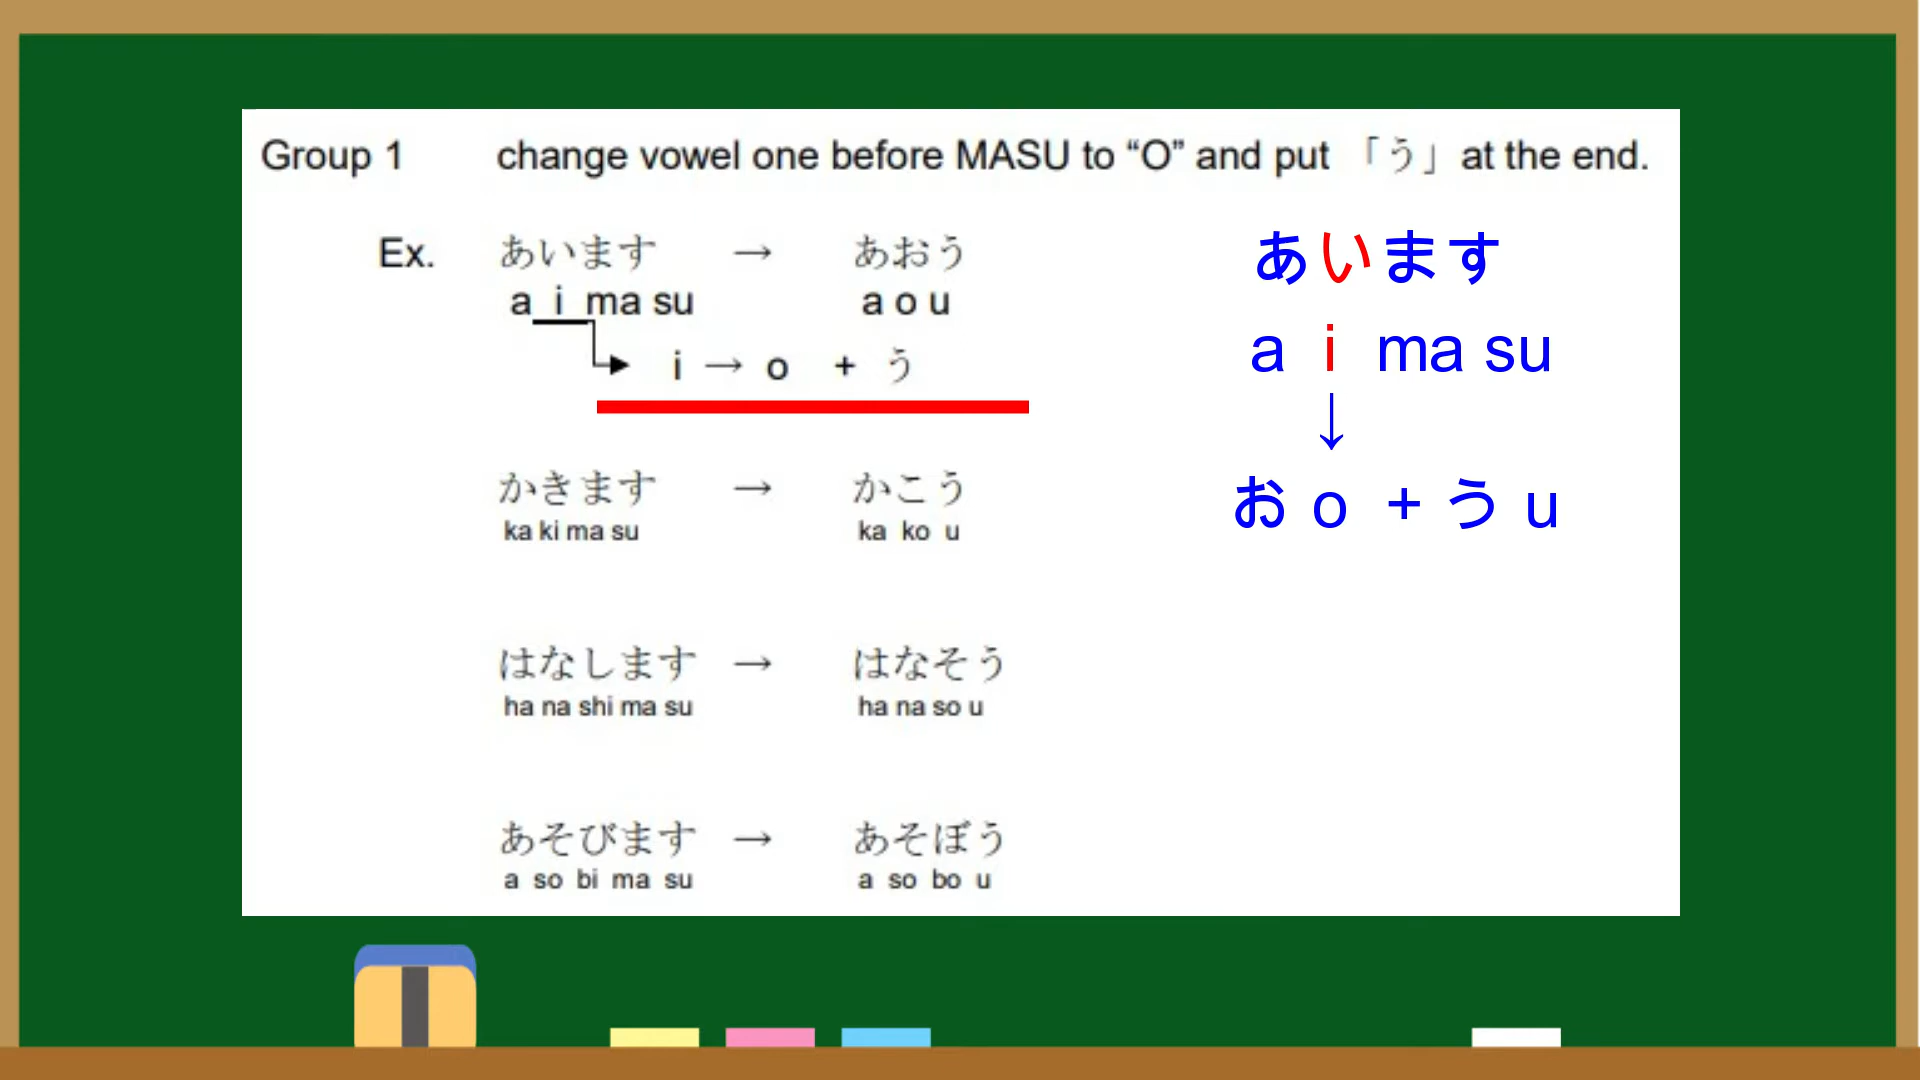 Group 1 change vowel one before MASU to “O” and put 「う」 at the end.
Ex. あいます → あおう
a i ma su a o u
i → o + う
かきます → かこう
ka ki ma su ka ko u
はなします → はなそう
ha na shi ma su ha na so u
あそびます → あそぼう
a so bi ma su a so bo u
あいます
a i ma su
↓
お o + う u